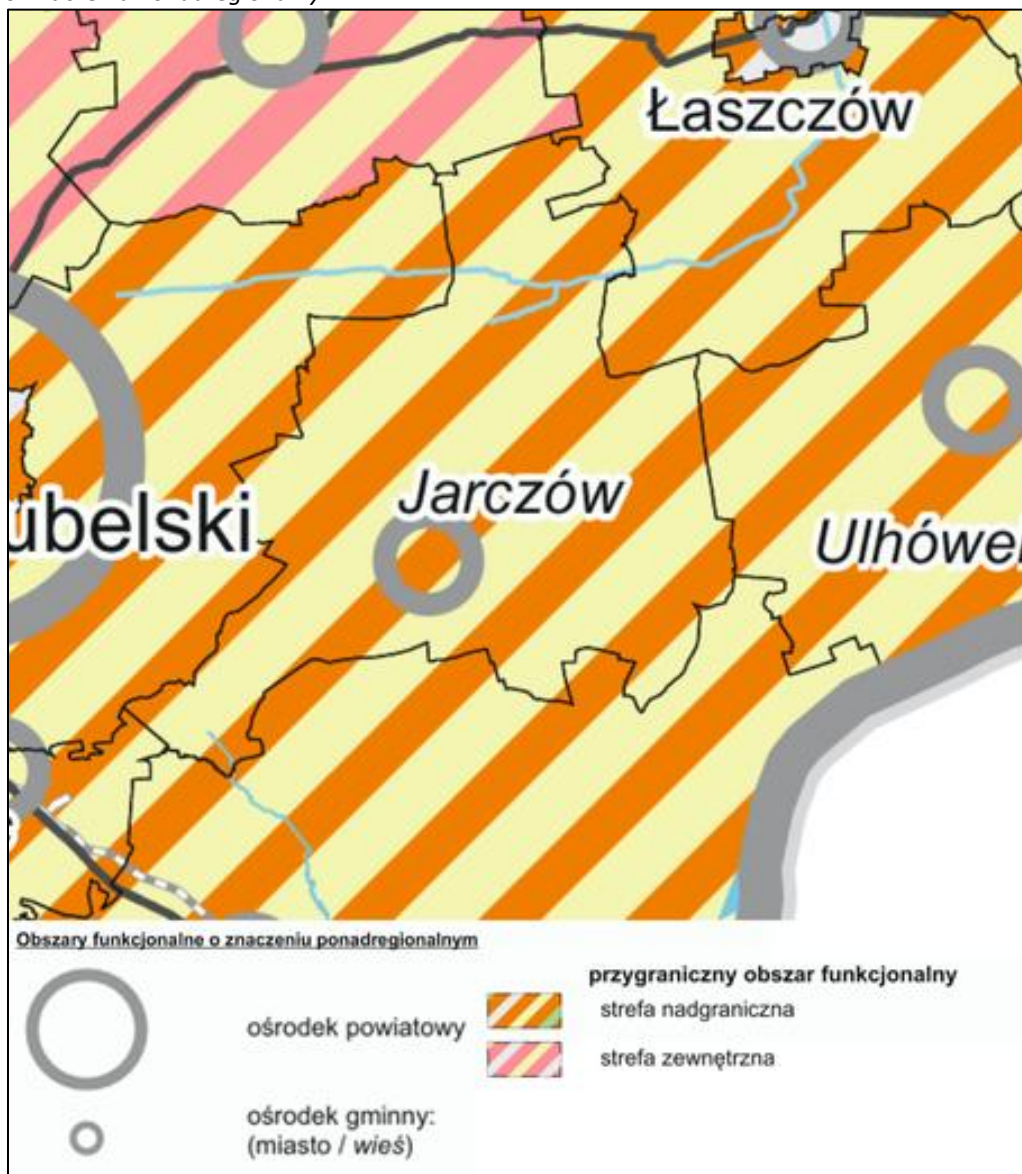 Łaszczów
Jarczów
ubelski
Ulhówe
Obszary funkcjonalne o znaczeniu ponadregionalnym
ośrodek powiatowy
ośrodek gminny:
(miasto / wieś)
przygraniczny obszar funkcjonalny
strefa nadgraniczna
strefa zewnętrzna